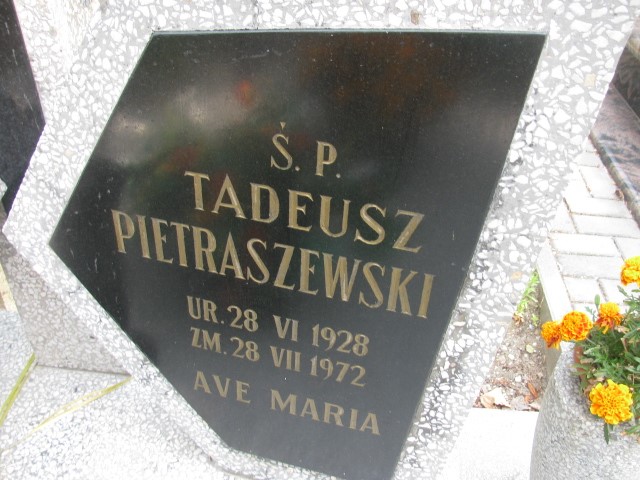 Š. P.
TADEUSZ
PIETRASZEWSKI
UR. 28 VI 1928
ZM. 28 VII 1972
AVE MARIA